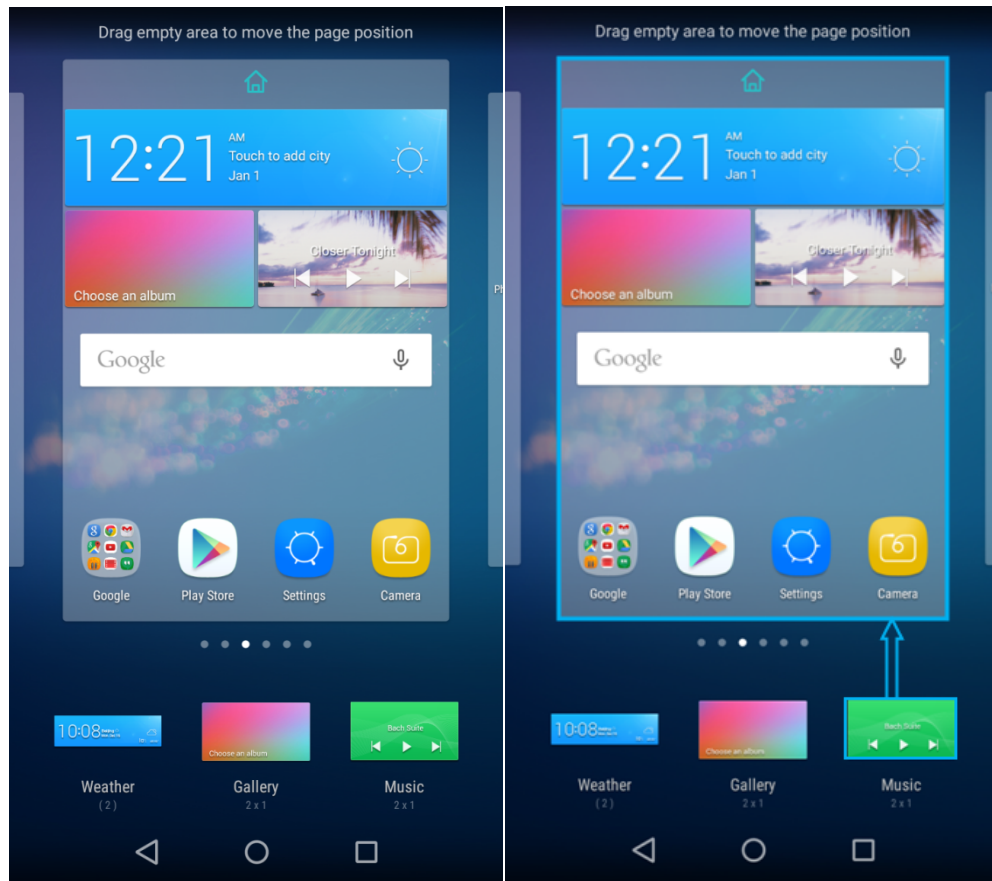 Drag empty area to move the page position
12:21
AM
Touch to add city
Jan 1
Choose an album
Closer Tonight
Google
Google
Play Store
Settings
Camera
10:08
Choose an album
Bach Suite
Weather
Gallery
Music
(2)
2 x 1
2 x 1
Drag empty area to move the page position
12:21
AM
Touch to add city
Jan 1
Choose an album
Closer Tonight
Google
Google
Play Store
Settings
Camera
10:08
Choose an album
Bach Suite
Weather
Gallery
Music
(2)
2 x 1
2 x 1